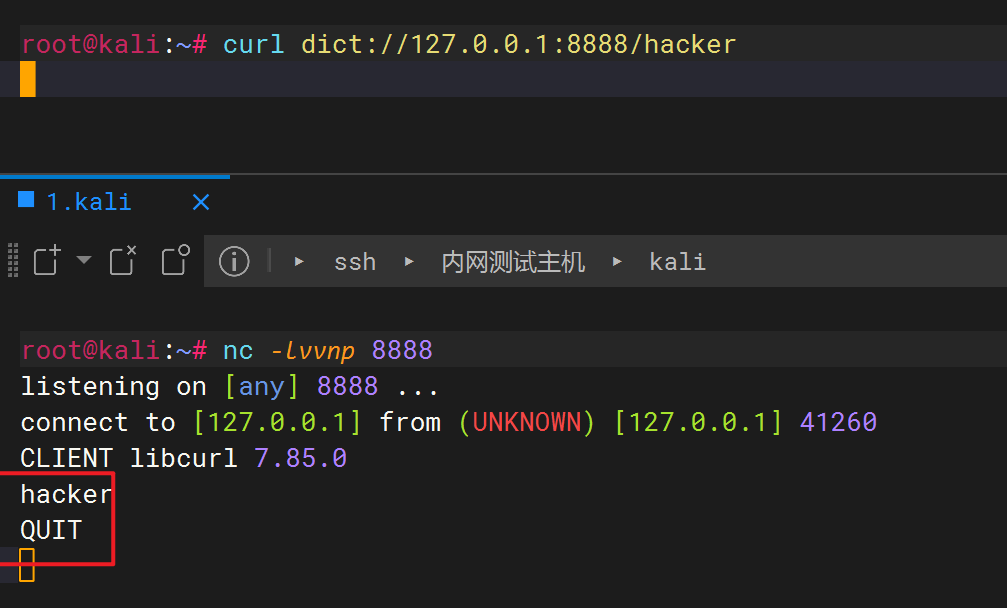 root@kali:~# curl dict://127.0.0.1:8888/hacker
1.kali
ssh 内网测试主机 kali
root@kali:~# nc -lvvnp 8888
listening on [any] 8888 ...
connect to [127.0.0.1] from (UNKNOWN) [127.0.0.1] 41260
CLIENT libcurl 7.85.0
hacker
QUIT